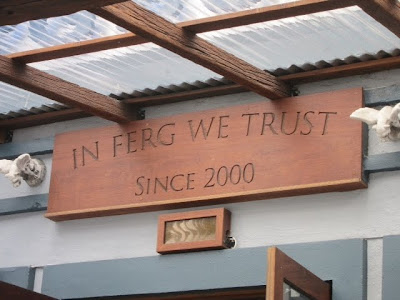 IN FERG WE TRUST
SINCE 2000